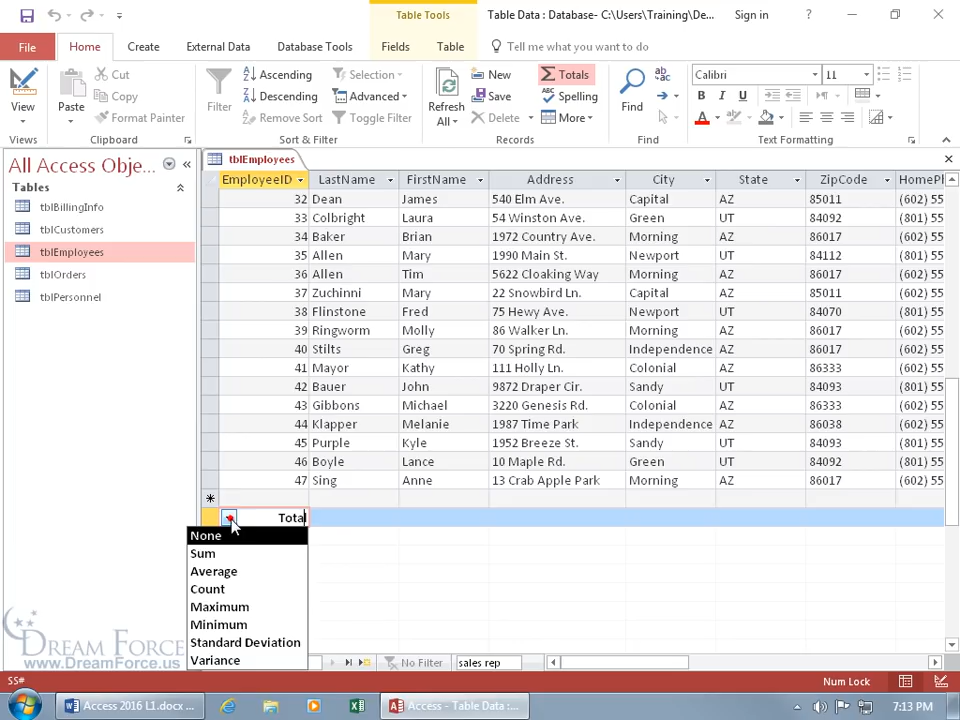 Table Tools
Table Data : Database- C:\Users\Training\De...
Sign in
?
File
Home
Create
External Data
Database Tools
Fields
Table
Tell me what you want to do
View
Views
Paste
Cut
Copy
Format Painter
Clipboard
Filter
Ascending
Descending
Remove Sort
Selection
Advanced
Toggle Filter
Sort & Filter
Refresh All
New
Save
Delete
Totals
Spelling
More
Records
Find
Find
Calibri
11
B I U
Text Formatting
All Access Obje...
Tables
tblBillingInfo
tblCustomers
tblEmployees
tblOrders
tblPersonnel
tblEmployees
EmployeeID LastName FirstName Address City State ZipCode HomePh
32 Dean James 540 Elm Ave. Capital AZ 85011 (602) 55
33 Colbright Laura 54 Winston Ave. Green UT 84092 (801) 55
34 Baker Brian 1972 Country Ave. Morning AZ 86017 (602) 55
35 Allen Mary 1990 Main St. Newport UT 84112 (801) 55
36 Allen Tim 5622 Cloaking Way Morning AZ 86017 (602) 55
37 Zuchinni Mary 22 Snowbird Ln. Capital AZ 85011 (602) 55
38 Flinstone Fred 75 Hewy Ave. Newport UT 84070 (801) 55
39 Ringworm Molly 86 Walker Ln. Morning AZ 86017 (602) 55
40 Stilts Greg 70 Spring Rd. Independence AZ 86017 (602) 55
41 Mayor Kathy 111 Holly Ln. Colonial AZ 86333 (602) 55
42 Bauer John 9872 Draper Cir. Sandy UT 84093 (801) 55
43 Gibbons Michael 3220 Genesis Rd. Colonial AZ 86333 (602) 55
44 Klapper Melanie 1987 Time Park Independence AZ 86038 (602) 55
45 Purple Kyle 1952 Breeze St. Sandy UT 84093 (801) 55
46 Boyle Lance 10 Maple Rd. Green UT 84092 (801) 55
47 Sing Anne 13 Crab Apple Park Morning AZ 86017 (602) 55
Total
None
Sum
Average
Count
Maximum
Minimum
Standard Deviation
Variance
DREAM FORCE
www.DreamForce.us
No Filter
sales rep
SS#
Num Lock
Access 2016 L1.docx ...
Access - Table Data :...
7:13 PM